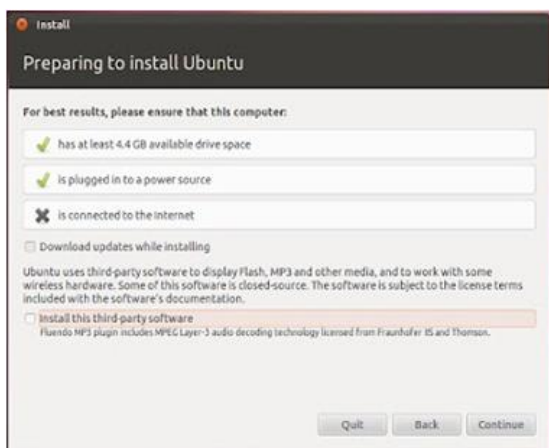 Install
Preparing to install Ubuntu
For best results, please ensure that this computer:
has at least 4.4 GB available drive space
is plugged in to a power source
is connected to the Internet
Download updates while installing
Ubuntu uses third-party software to display Flash, MP3 and other media, and to work with some
wireless hardware. Some of this software is closed-source. The software is subject to the license terms
included with the software's documentation.
Install this third-party software
Fluendo MP3 plugin includes MPEG Layer-3 audio decoding technology licensed from Fraunhofer IIS and Thomson.
Quit Back Continue